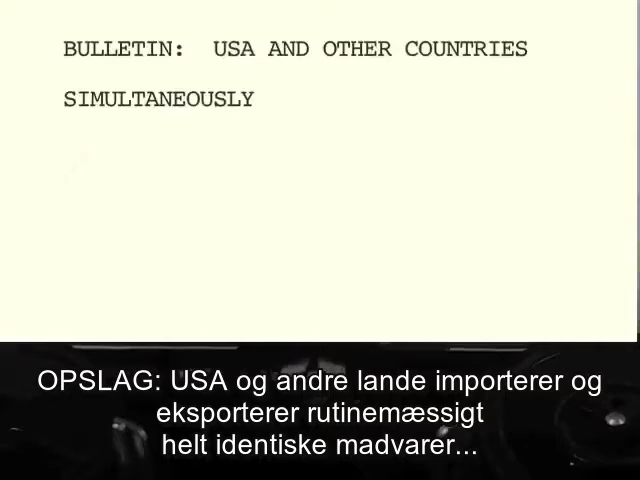 BULLETIN: USA AND OTHER COUNTRIES
SIMULTANEOUSLY
OPSLAG: USA og andre lande importerer og
eksporterer rutinemæssigt
helt identiske madvarer...